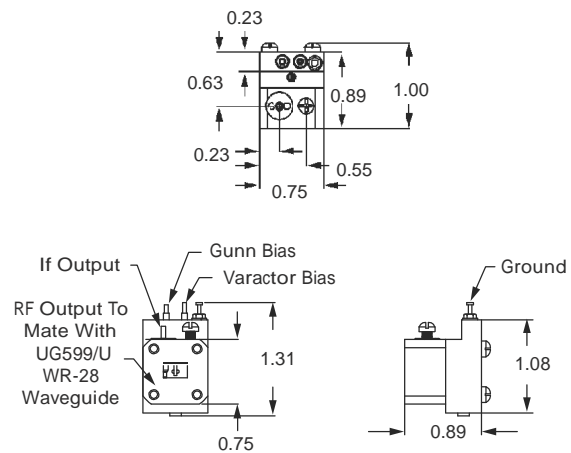 0.23
0.63
0.89
1.00
0.23
0.55
0.75
Gunn Bias
If Output
Varactor Bias
RF Output To
Mate With
UG599/U
WR-28
Waveguide
1.31
0.75
Ground
1.08
0.89